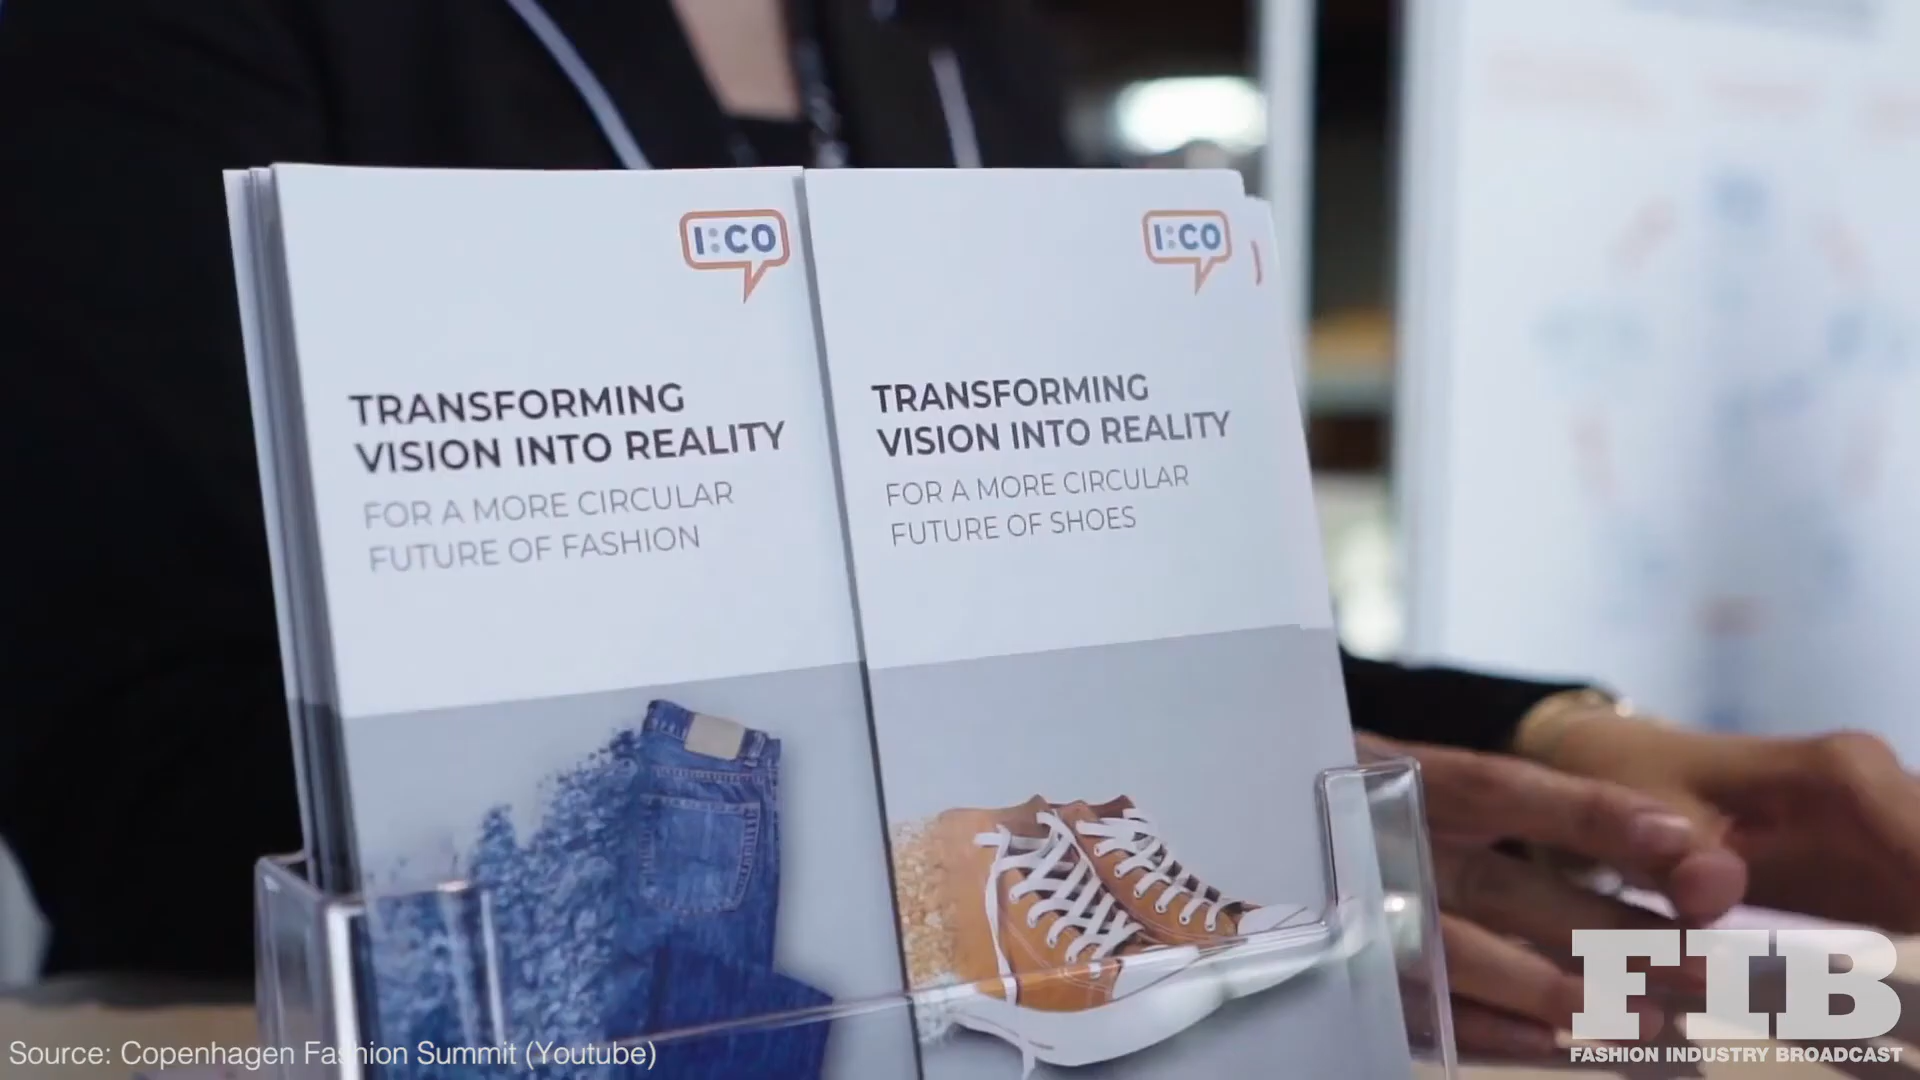 I:CO
TRANSFORMING
VISION INTO REALITY
FOR A MORE CIRCULAR
FUTURE OF FASHION
I:CO
TRANSFORMING
VISION INTO REALITY
FOR A MORE CIRCULAR
FUTURE OF SHOES
Source: Copenhagen Fashion Summit (Youtube)
FIB
FASHION INDUSTRY BROADCAST